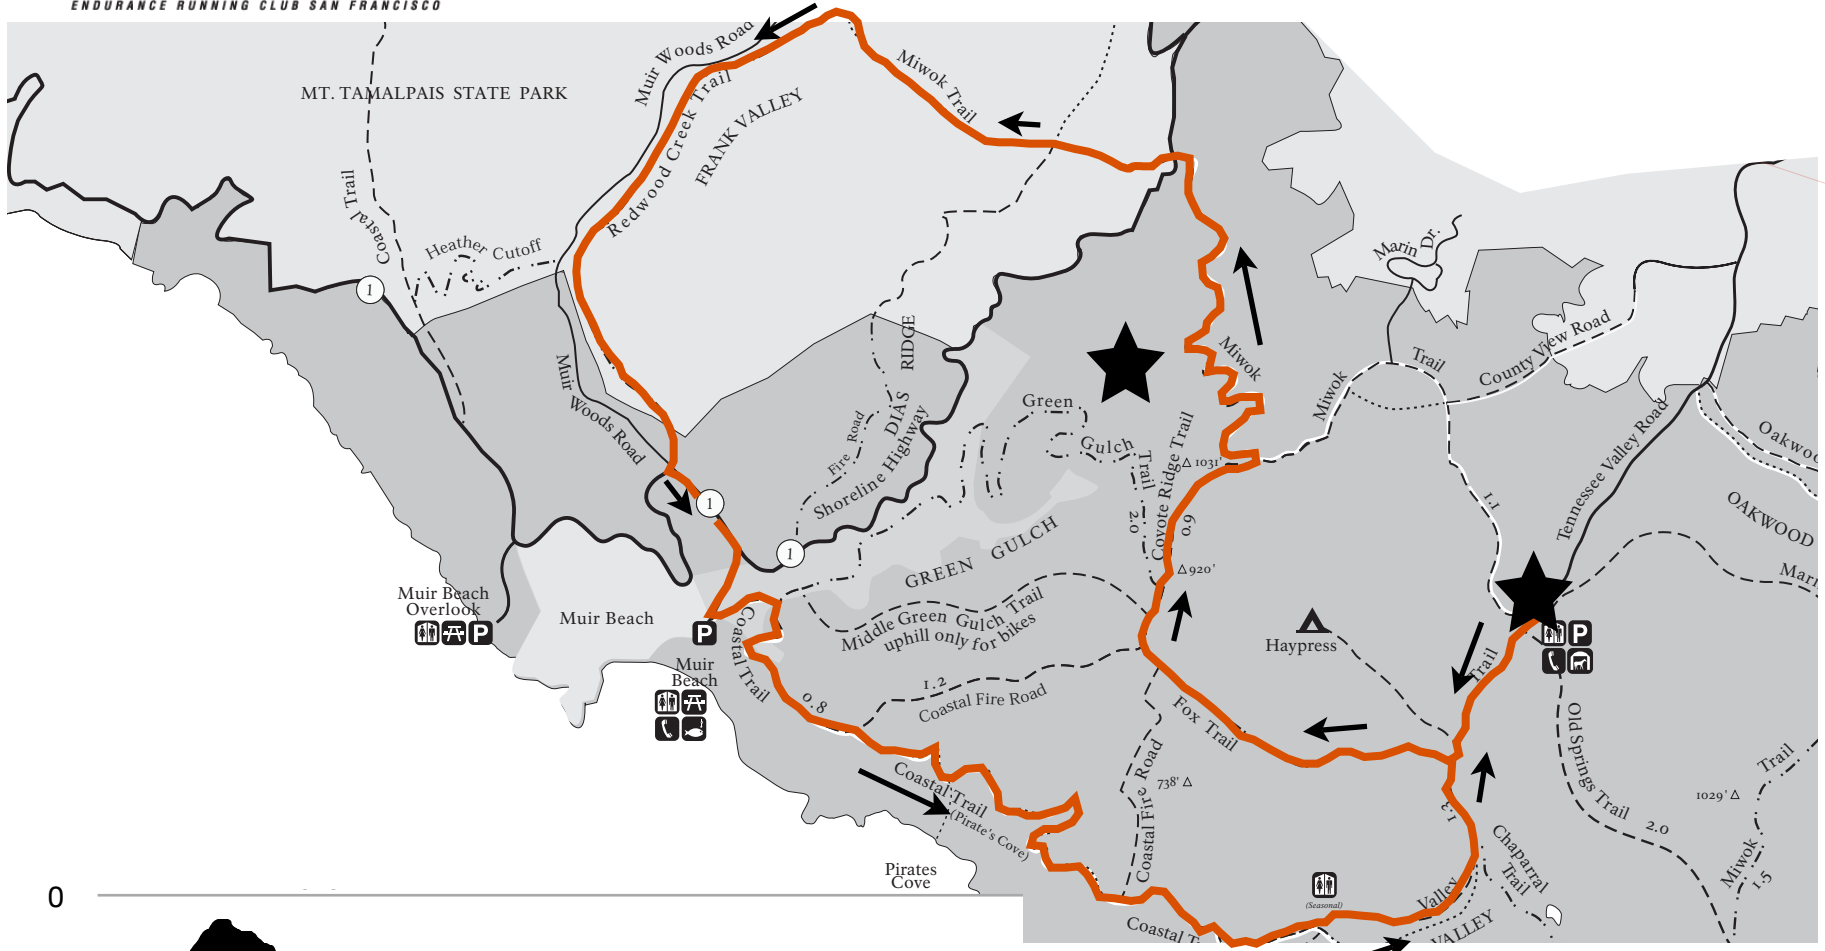 ENDURANCE RUNNING CLUB SAN FRANCISCO
Muir Woods Road
MT. TAMALPAIS STATE PARK
Redwood Creek Trail
FRANK VALLEY
Miwok Trail
Coastal Trail
Heather Cutoff
1
Marin Dr.
Muir Woods Road
DIAS RIDGE
Fire Road
Shoreline Highway
Green Gulch Trail
2.0
Miwok
Miwok Trail
County View Road
Tennessee Valley Road
Oakwo
OAKWOOD
1031'
Coyote Ridge Trail
0.9
1.1
1
1
GREEN GULCH
920'
Muir Beach
Overlook
P
Muir Beach
P
Muir
Beach
Coastal Trail
0.8
Middle Green Gulch Trail
uphill only for bikes
1.2
Coastal Fire Road
Haypress
P
Trail
Fox Trail
Coastal Fire Road
738'
Old Springs Trail
2.0
1029'
Trail
Miwok
1.5
Coastal Trail
(Pirate's Cove)
Pirates
Cove
1.3
Chaparral
Trail
(Seasonal)
Valley
VALLEY
Coastal T
0